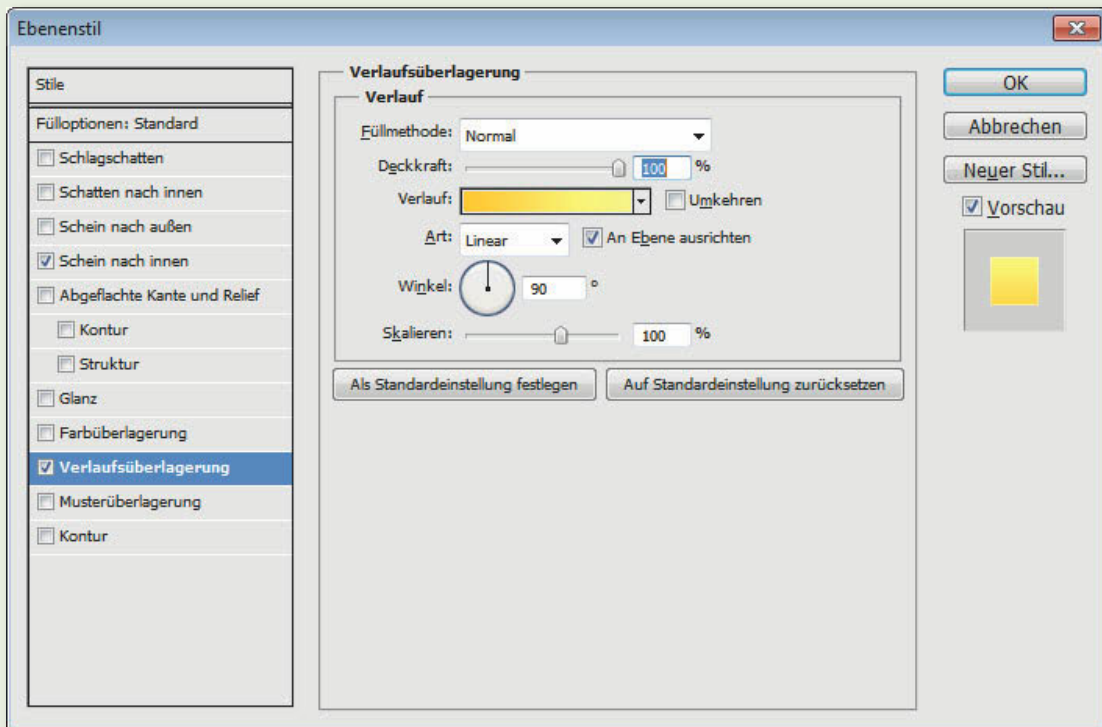 Ebenenstil
Stile
Fülloptionen: Standard
Schlagschatten
Schatten nach innen
Schein nach außen
Schein nach innen
Abgeflachte Kante und Relief
Kontur
Struktur
Glanz
Farbüberlagerung
Verlaufsüberlagerung
Musterüberlagerung
Kontur
Verlaufsüberlagerung
Verlauf
Füllmethode: Normal
Deckkraft: 100 %
Verlauf: Umkehren
Art: Linear An Ebene ausrichten
Winkel: 90 °
Skalieren: 100 %
Als Standardeinstellung festlegen Auf Standardeinstellung zurücksetzen
OK
Abbrechen
Neuer Stil...
Vorschau